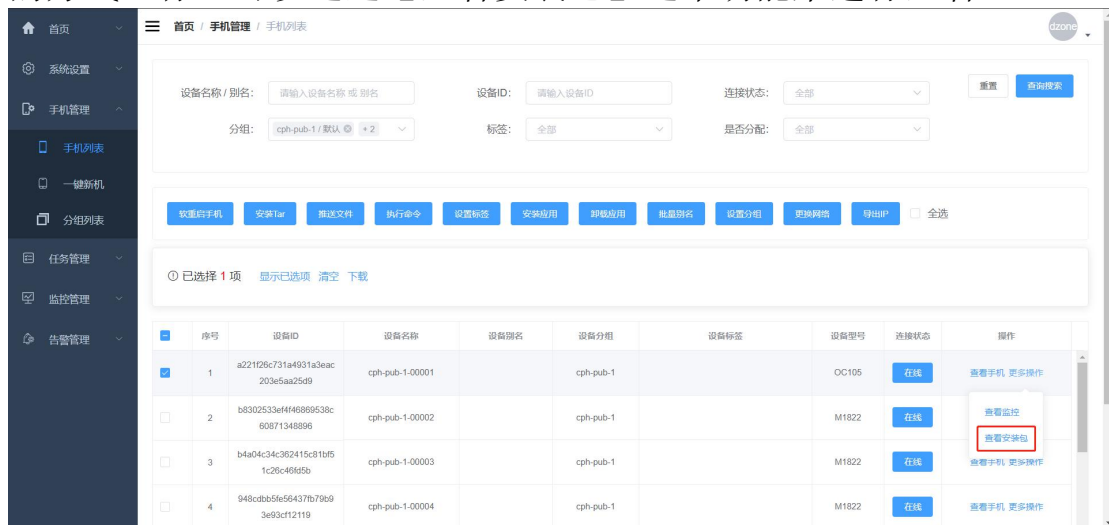 首页
系统设置
手机管理
手机列表
一键新机
分组列表
任务管理
监控管理
告警管理
首页 / 手机管理 / 手机列表
dzone
设备名称 / 别名: 请输入设备名称 或 别名 设备ID: 请输入设备ID 连接状态: 全部 重置 查询搜索
分组: cph-pub-1 / 默认 + 2 标签: 全部 是否分配: 全部
软重启手机 安装Tar 推送文件 执行命令 设置标签 安装应用 卸载应用 批量别名 设置分组 更换网络 导出IP 全选
已选择 1 项 显示已选项 清空 下载
序号 设备ID 设备名称 设备别名 设备分组 设备标签 设备型号 连接状态 操作
1 a221f26c731a4931a3eac cph-pub-1-00001 cph-pub-1 OC105 在线 查看手机 更多操作
203e5aa25d9
2 b8302533ef4f46869538c cph-pub-1-00002 cph-pub-1 M1822 在线
60871348896
查看监控
查看安装包
3 b4a04c34c362415c81bf5 cph-pub-1-00003 cph-pub-1 M1822 在线 查看手机 更多操作
1c26c46fd5b
4 948cdbb5fe56437fb79b9 cph-pub-1-00004 cph-pub-1 M1822 在线 查看手机 更多操作
3e93cf12119